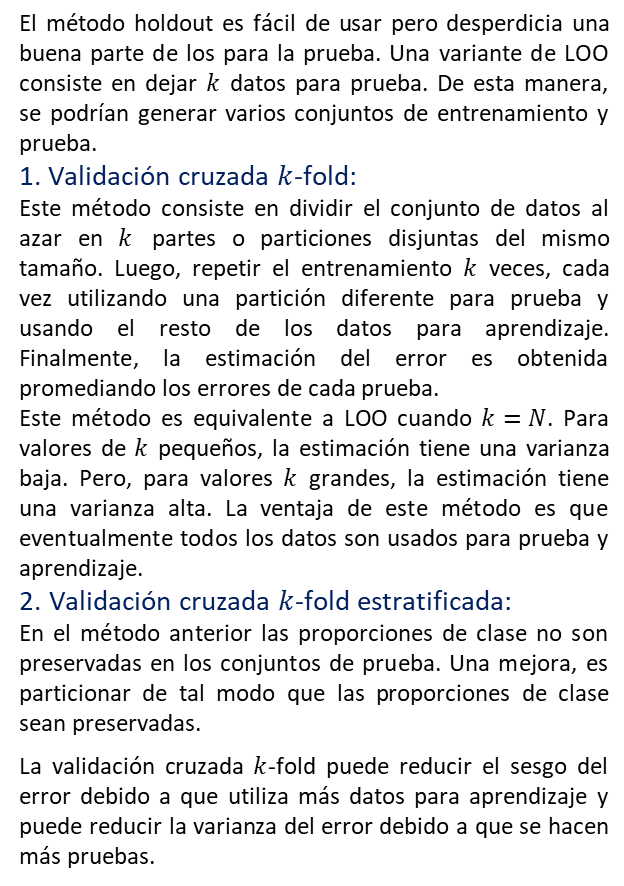 El método holdout es fácil de usar pero desperdicia una
buena parte de los para la prueba. Una variante de LOO
consiste en dejar k datos para prueba. De esta manera,
se podrían generar varios conjuntos de entrenamiento y
prueba.
1. Validación cruzada k-fold:
Este método consiste en dividir el conjunto de datos al
azar en k partes o particiones disjuntas del mismo
tamaño. Luego, repetir el entrenamiento k veces, cada
vez utilizando una partición diferente para prueba y
usando el resto de los datos para aprendizaje.
Finalmente, la estimación del error es obtenida
promediando los errores de cada prueba.
Este método es equivalente a LOO cuando k = N. Para
valores de k pequeños, la estimación tiene una varianza
baja. Pero, para valores k grandes, la estimación tiene
una varianza alta. La ventaja de este método es que
eventualmente todos los datos son usados para prueba y
aprendizaje.
2. Validación cruzada k-fold estratificada:
En el método anterior las proporciones de clase no son
preservadas en los conjuntos de prueba. Una mejora, es
particionar de tal modo que las proporciones de clase
sean preservadas.
La validación cruzada k-fold puede reducir el sesgo del
error debido a que utiliza más datos para aprendizaje y
puede reducir la varianza del error debido a que se hacen
más pruebas.